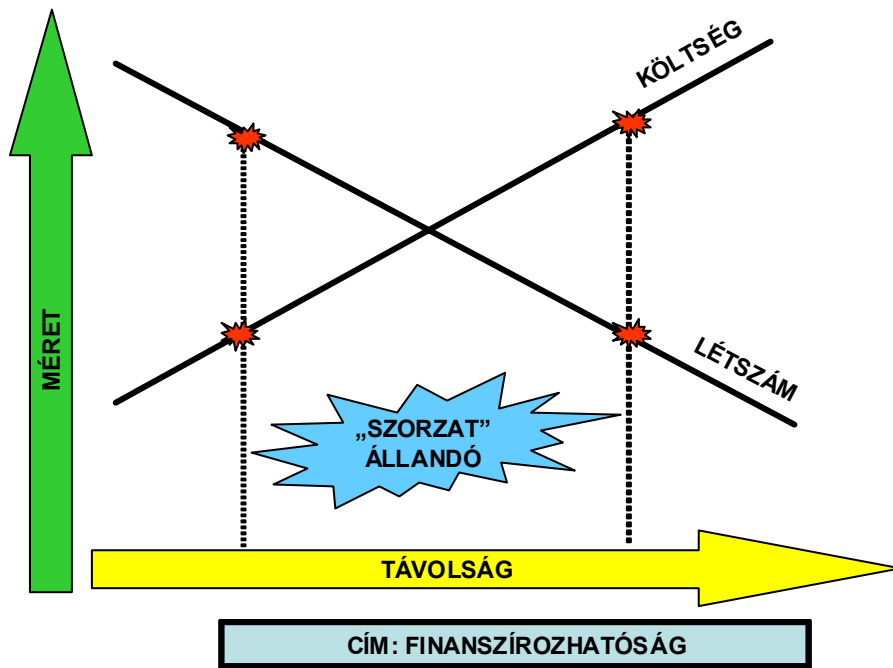 KÖLTSÉG
MÉRET
LÉTSZÁM
„SZORZAT”
ÁLLANDÓ
TÁVOLSÁG
CÍM: FINANSZÍROZHATÓSÁG